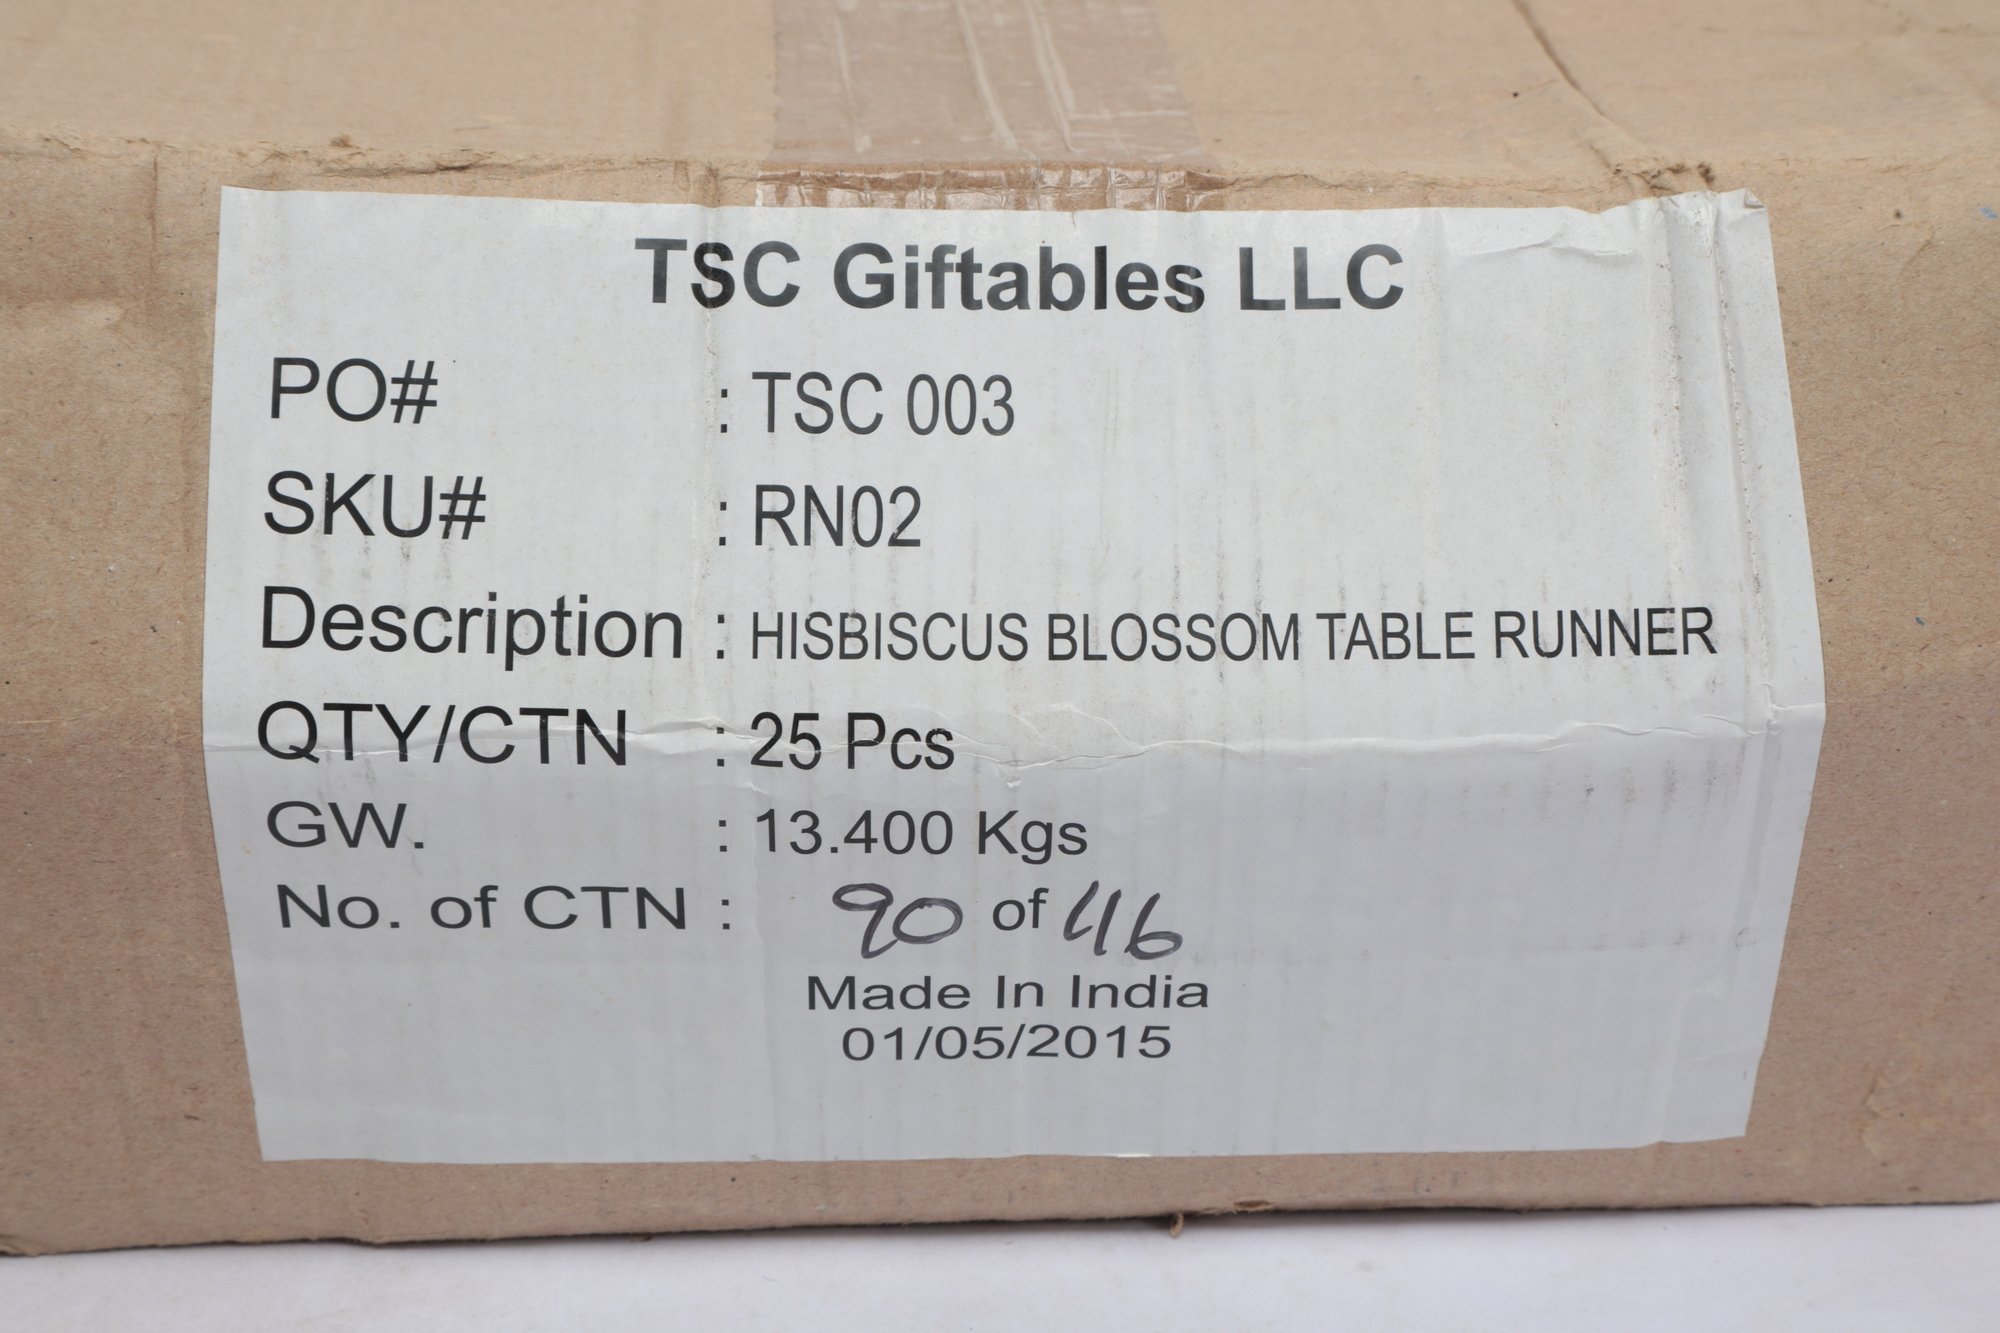 TSC Giftables LLC
PO# : TSC 003
SKU# : RN02
Description : HISBISCUS BLOSSOM TABLE RUNNER
QTY/CTN : 25 Pcs
GW. : 13.400 Kgs
No. of CTN : 90 of 116
Made In India
01/05/2015